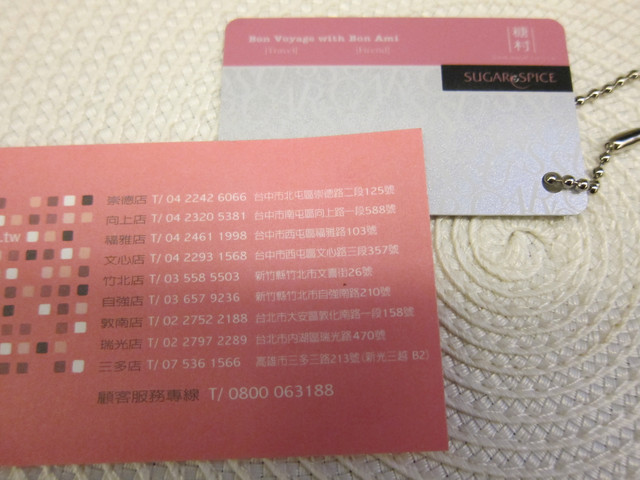 Bon Voyage with Bon Ami
(Travel) (Friend)
糖村
SUGAR&SPICE
.tw
崇德店 T/ 04 2242 6066 台中市北屯區崇德路二段125號
向上店 T/ 04 2320 5381 台中市南屯區向上路一段588號
福雅店 T/ 04 2461 1998 台中市西屯區福雅路103號
文心店 T/ 04 2293 1568 台中市西屯區文心路三段357號
竹北店 T/ 03 558 5503 新竹縣竹北市文喜街26號
自強店 T/ 03 657 9236 新竹縣竹北市自強南路210號
敦南店 T/ 02 2752 2188 台北市大安區敦化南路一段158號
瑞光店 T/ 02 2797 2289 台北市內湖區瑞光路470號
三多店 T/ 07 536 1566 高雄市三多三路213號(新光三越 B2)
顧客服務專線 T/ 0800 063188